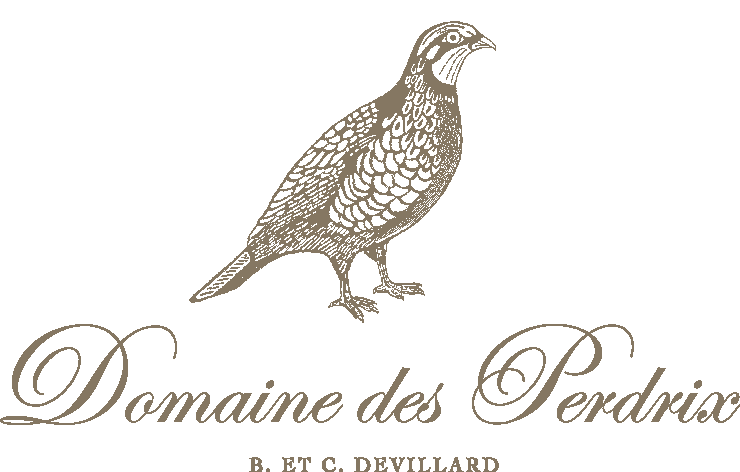 Domaine des Perdrix
B. ET C. DEVILLARD